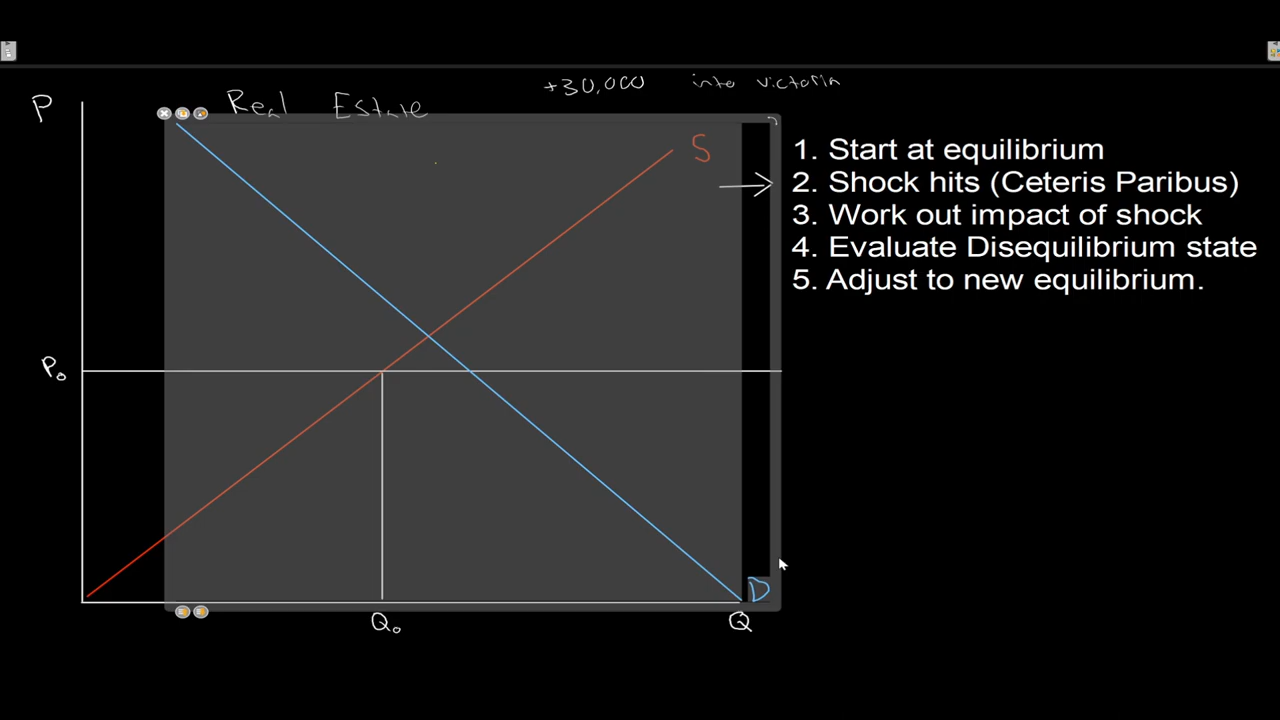 +30,000 into victoria
P Real Estate
S
1. Start at equilibrium
2. Shock hits (Ceteris Paribus)
3. Work out impact of shock
4. Evaluate Disequilibrium state
5. Adjust to new equilibrium.
P₀
D
Q₀ Q